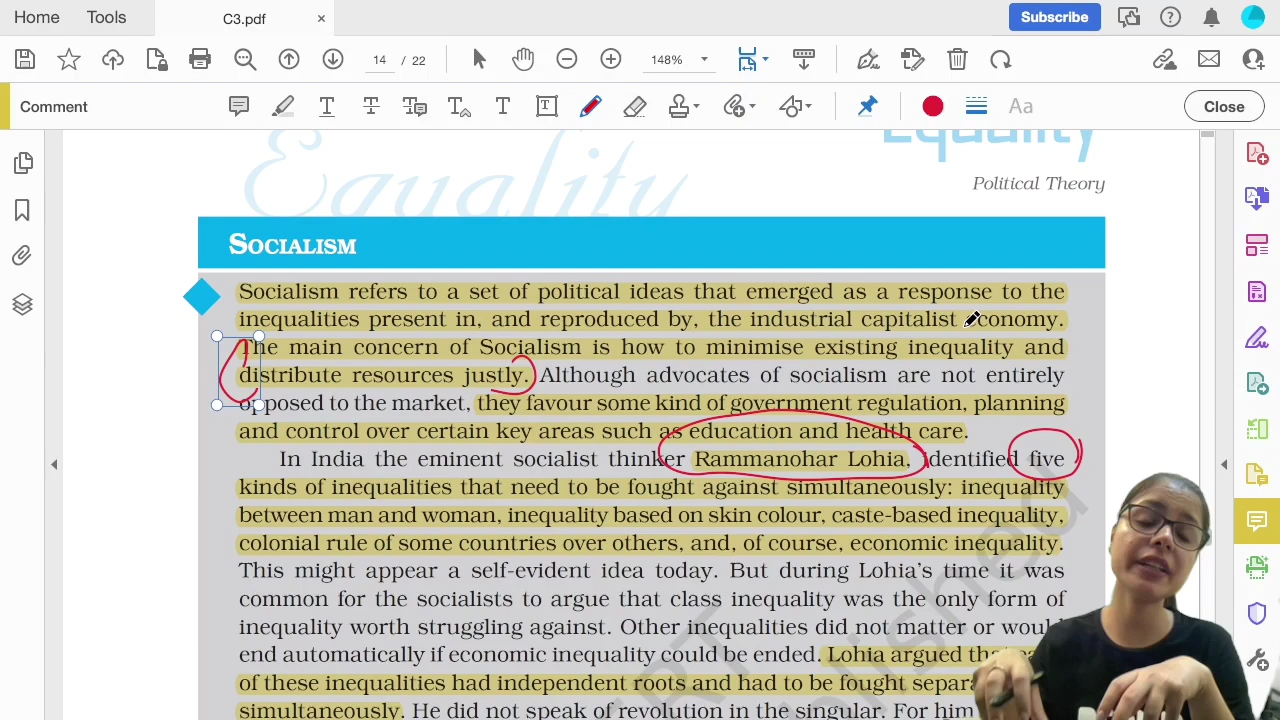 Home Tools C3.pdf × Subscribe
14 / 22 148%
Comment Aa Close
Equality
Equality
Political Theory
SOCIALISM
Socialism refers to a set of political ideas that emerged as a response to the
inequalities present in, and reproduced by, the industrial capitalist economy.
The main concern of Socialism is how to minimise existing inequality and
distribute resources justly. Although advocates of socialism are not entirely
opposed to the market, they favour some kind of government regulation, planning
and control over certain key areas such as education and health care.
In India the eminent socialist thinker Rammanohar Lohia, identified five
kinds of inequalities that need to be fought against simultaneously: inequality
between man and woman, inequality based on skin colour, caste-based inequality,
colonial rule of some countries over others, and, of course, economic inequality.
This might appear a self-evident idea today. But during Lohia's time it was
common for the socialists to argue that class inequality was the only form of
inequality worth struggling against. Other inequalities did not matter or would
end automatically if economic inequality could be ended. Lohia argued that
of these inequalities had independent roots and had to be fought
simultaneously. He did not speak of revolution in the singular. For him